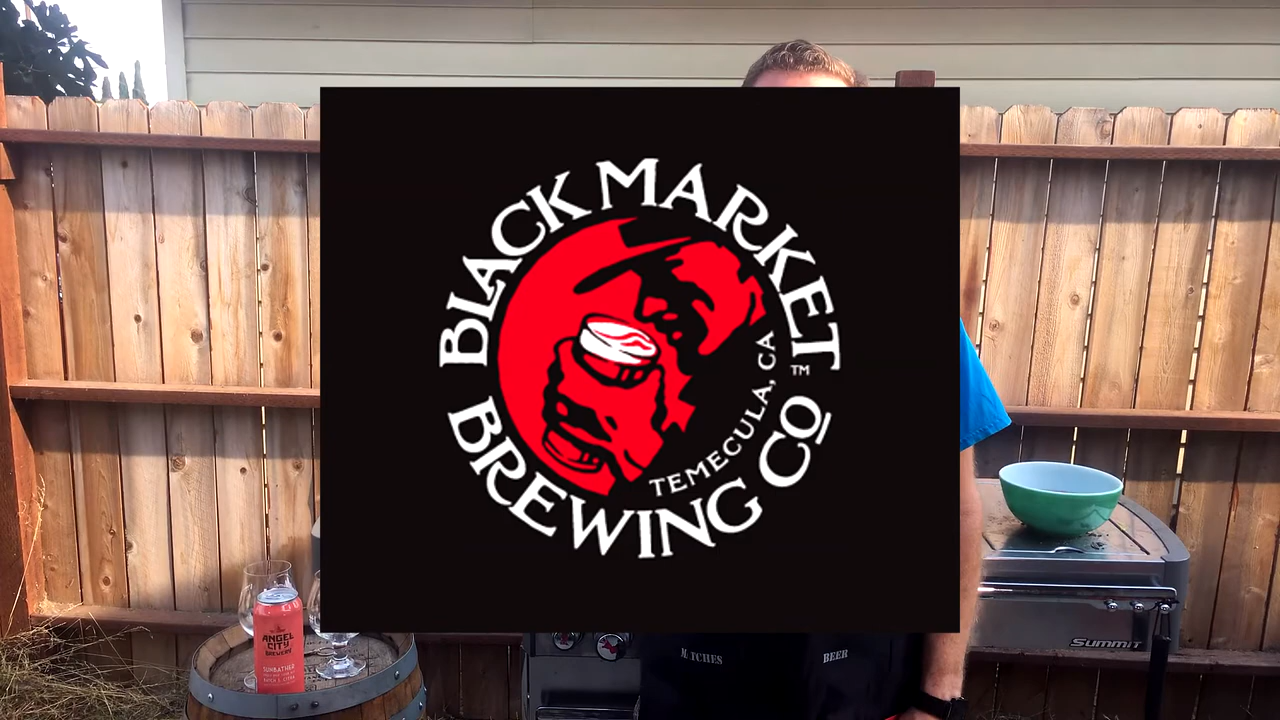 BLACK MARKET
BREWING CO
TM
TEMECULA, CA
ANGEL
CITY
BREWERY
SUNBATHER
BEER
SUMMIT